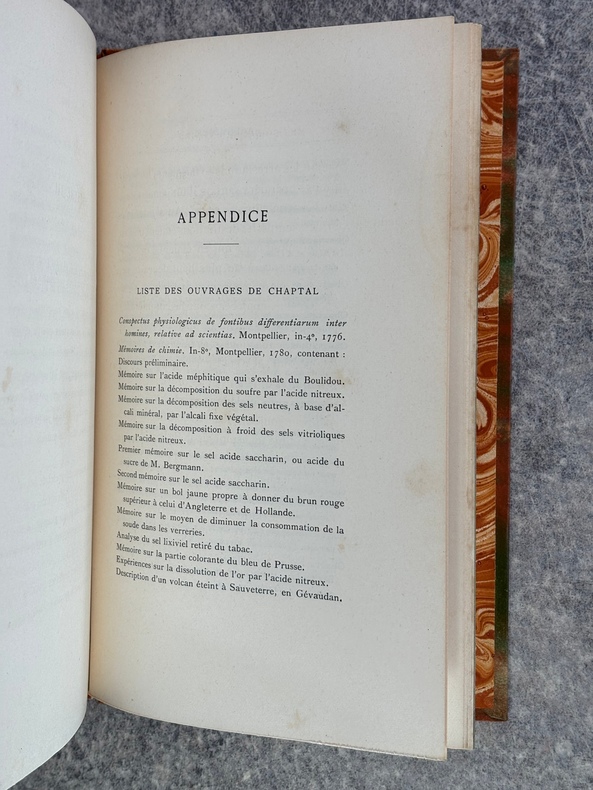 APPENDICE
LISTE DES OUVRAGES DE CHAPTAL
Conspectus physiologicus de fontibus differentiarum inter
homines, relative ad scientias. Montpellier, in-4º, 1776.
Mémoires de chimie. In-8º, Montpellier, 1780, contenant :
Discours préliminaire.
Mémoire sur l'acide méphitique qui s'exhale du Boulidou.
Mémoire sur la décomposition du soufre par l'acide nitreux.
Mémoire sur la décomposition des sels neutres, à base d'al-
cali minéral, par l'alcali fixe végétal.
Mémoire sur la décomposition à froid des sels vitrioliques
par l'acide nitreux.
Premier mémoire sur le sel acide saccharin, ou acide du
sucre de M. Bergmann.
Second mémoire sur le sel acide saccharin.
Mémoire sur un bol jaune propre à donner du brun rouge
supérieur à celui d'Angleterre et de Hollande.
Mémoire sur le moyen de diminuer la consommation de la
soude dans les verreries.
Analyse du sel lixiviel retiré du tabac.
Mémoire sur la partie colorante du bleu de Prusse.
Expériences sur la dissolution de l'or par l'acide nitreux.
Description d'un volcan éteint à Sauveterre, en Gévaudan.